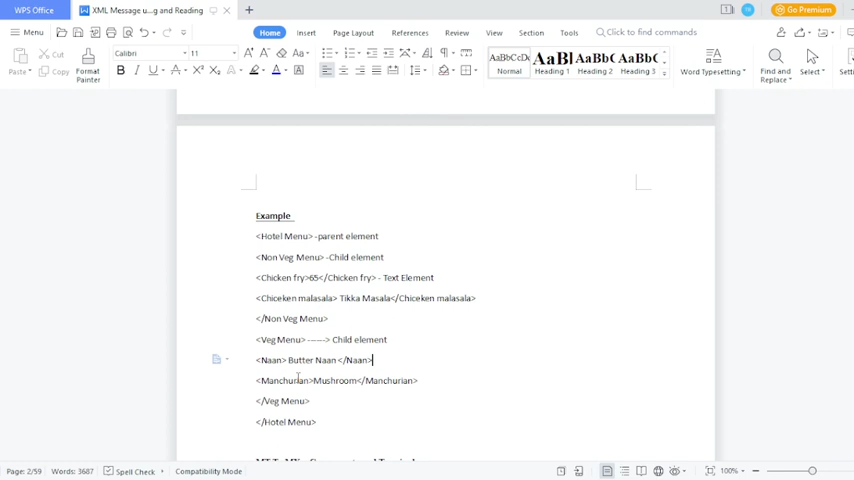 WPS Office XML Message u...g and Reading 1 Go Premium
Menu Home Insert Page Layout References Review View Section Tools Click to find commands
Paste Cut Copy Format Painter Calibri 11 AaBbCcDc Normal AaBl Heading 1 AaBb( Heading 2 AaBbC Heading 3 Word Typesetting Find and Replace Select
Example
<Hotel Menu> -parent element
<Non Veg Menu> -Child element
<Chicken fry>65</Chicken fry> - Text Element
<Chiceken malasala> Tikka Masala</Chiceken malasala>
</Non Veg Menu>
<Veg Menu> -------> Child element
<Naan> Butter Naan </Naan>
<Manchurian>Mushroom</Manchurian>
</Veg Menu>
</Hotel Menu>
Page: 2/59 Words: 3687 Spell Check Compatibility Mode 100%